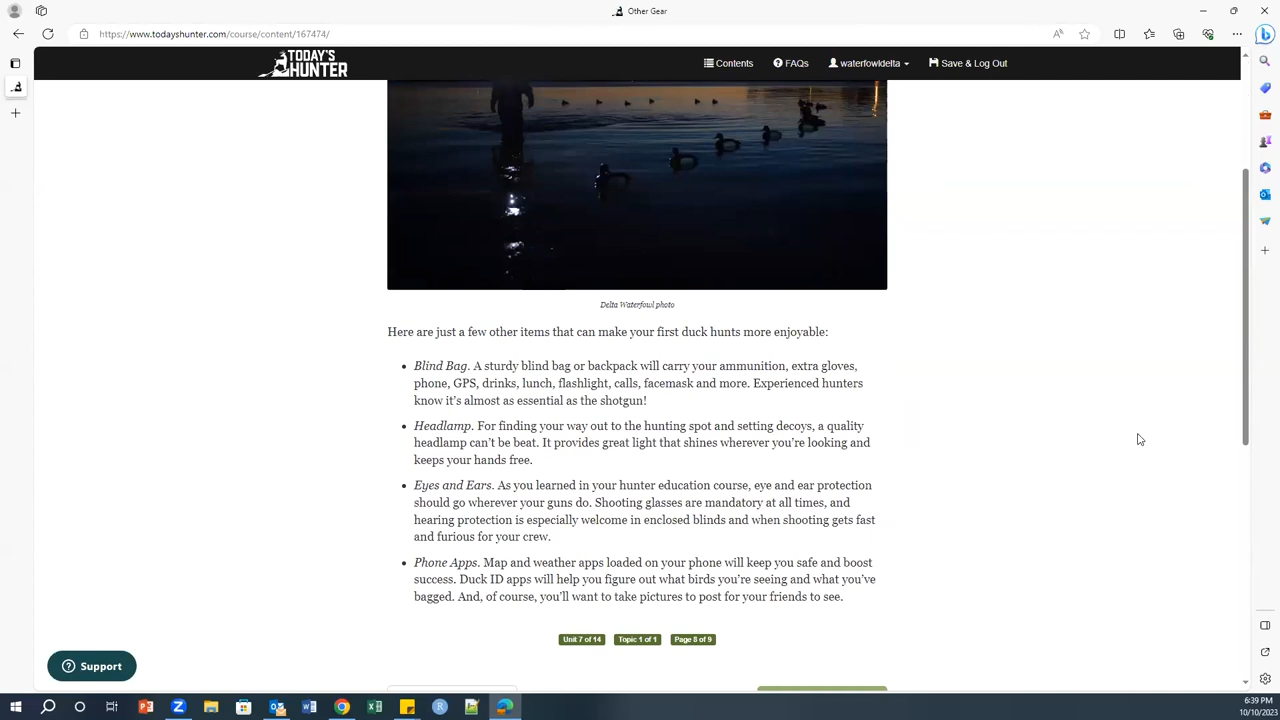 Other Gear
https://www.todayshunter.com/course/content/167474/
TODAY'S HUNTER
Contents
FAQs
waterfowldelta
Save & Log Out
Delta Waterfowl photo
Here are just a few other items that can make your first duck hunts more enjoyable:
• Blind Bag. A sturdy blind bag or backpack will carry your ammunition, extra gloves,
phone, GPS, drinks, lunch, flashlight, calls, facemask and more. Experienced hunters
know it's almost as essential as the shotgun!
• Headlamp. For finding your way out to the hunting spot and setting decoys, a quality
headlamp can't be beat. It provides great light that shines wherever you're looking and
keeps your hands free.
• Eyes and Ears. As you learned in your hunter education course, eye and ear protection
should go wherever your guns do. Shooting glasses are mandatory at all times, and
hearing protection is especially welcome in enclosed blinds and when shooting gets fast
and furious for your crew.
• Phone Apps. Map and weather apps loaded on your phone will keep you safe and boost
success. Duck ID apps will help you figure out what birds you're seeing and what you've
bagged. And, of course, you'll want to take pictures to post for your friends to see.
Unit 7 of 14
Topic 1 of 1
Page 8 of 9
Support
6:39 PM
10/10/2023